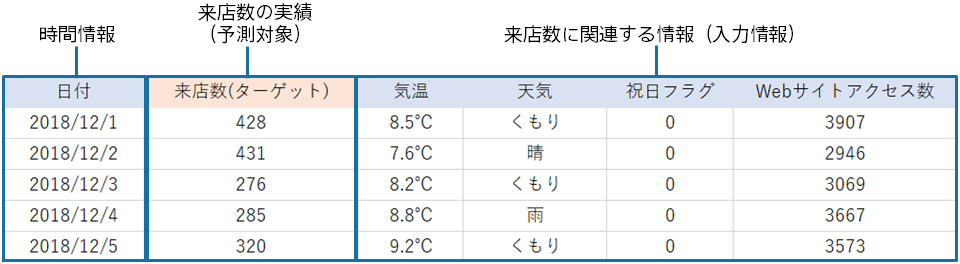 時間情報
来店数の実績
(予測対象)
来店数に関連する情報（入力情報）
日付 来店数(ターゲット) 気温 天気 祝日フラグ Webサイトアクセス数
2018/12/1 428 8.5°C くもり 0 3907
2018/12/2 431 7.6°C 晴 0 2946
2018/12/3 276 8.2°C くもり 0 3069
2018/12/4 285 8.8°C 雨 0 3667
2018/12/5 320 9.2°C くもり 0 3573